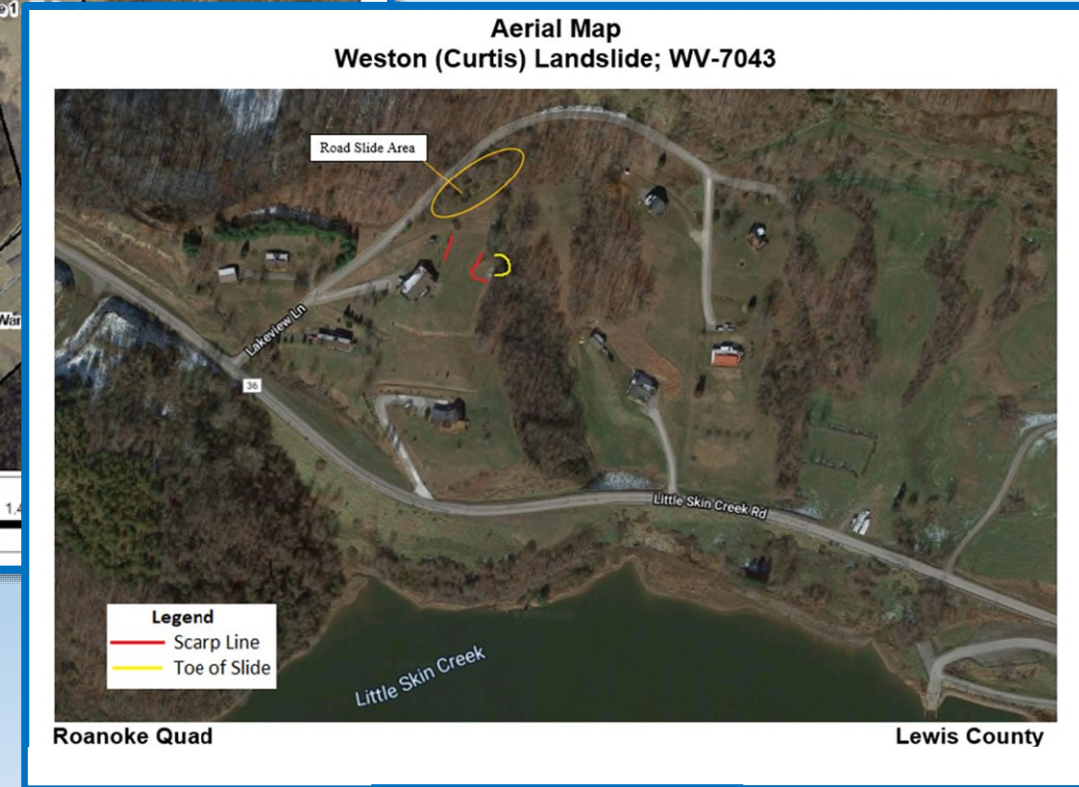 Aerial Map
Weston (Curtis) Landslide; WV-7043
Road Slide Area
Lakeview Ln
36
Little Skin Creek Rd
Legend
Scarp Line
Toe of Slide
Little Skin Creek
Roanoke Quad
Lewis County